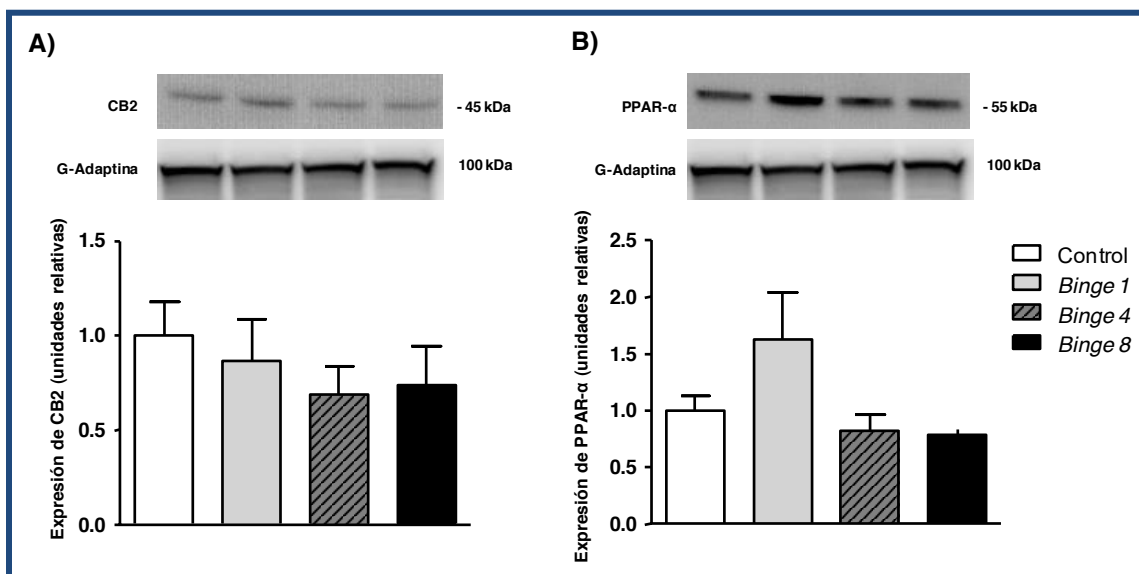 A)
CB2
- 45 kDa
G-Adaptina
100 kDa
Expresión de CB2 (unidades relativas)
1.5
1.0
0.5
0.0
B)
PPAR-α
- 55 kDa
G-Adaptina
100 kDa
Expresión de PPAR-α (unidades relativas)
2.5
2.0
1.5
1.0
0.5
0.0
Control
Binge 1
Binge 4
Binge 8